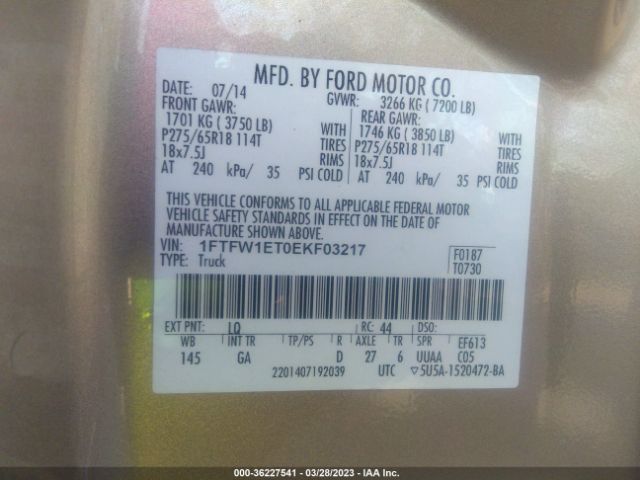 MFD. BY FORD MOTOR CO.
DATE: 07/14 GVWR: 3266 KG ( 7200 LB)
FRONT GAWR: REAR GAWR:
1701 KG ( 3750 LB) WITH 1746 KG ( 3850 LB) WITH
P275/65R18 114T TIRES P275/65R18 114T TIRES
18x7.5J RIMS 18x7.5J RIMS
AT 240 kPa/ 35 PSI COLD AT 240 kPa/ 35 PSI COLD
THIS VEHICLE CONFORMS TO ALL APPLICABLE FEDERAL MOTOR
VEHICLE SAFETY STANDARDS IN EFFECT ON THE DATE OF
MANUFACTURE SHOWN ABOVE.
VIN: 1FTFW1ET0EKF03217 F0187
TYPE: Truck T0730
EXT PNT: LQ RC: 44 DSO:
WB INT TR TP/PS R AXLE TR SPR EF613
145 GA D 27 6 UUAA C05
2201407192039 UTC ▽5U5A-1520472-BA
000-36227541 | 03/28/2023 | IAA Inc.